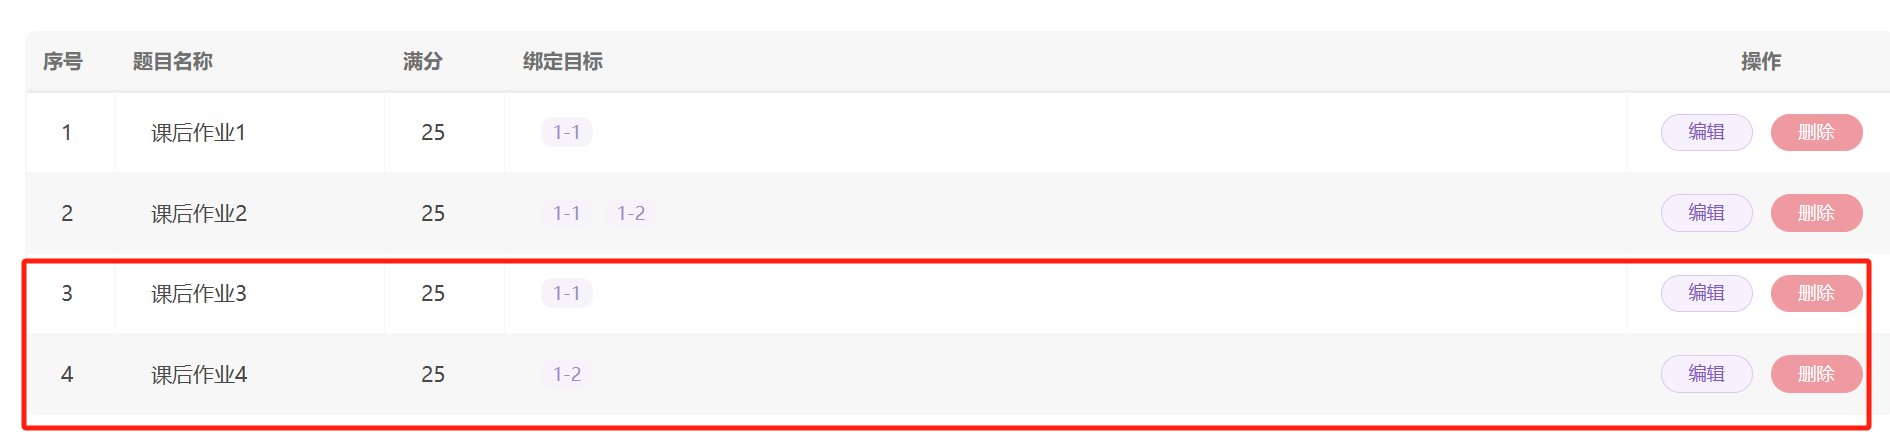 序号 题目名称 满分 绑定目标 操作
1 课后作业1 25 1-1 编辑 删除
2 课后作业2 25 1-1 1-2 编辑 删除
3 课后作业3 25 1-1 编辑 删除
4 课后作业4 25 1-2 编辑 删除